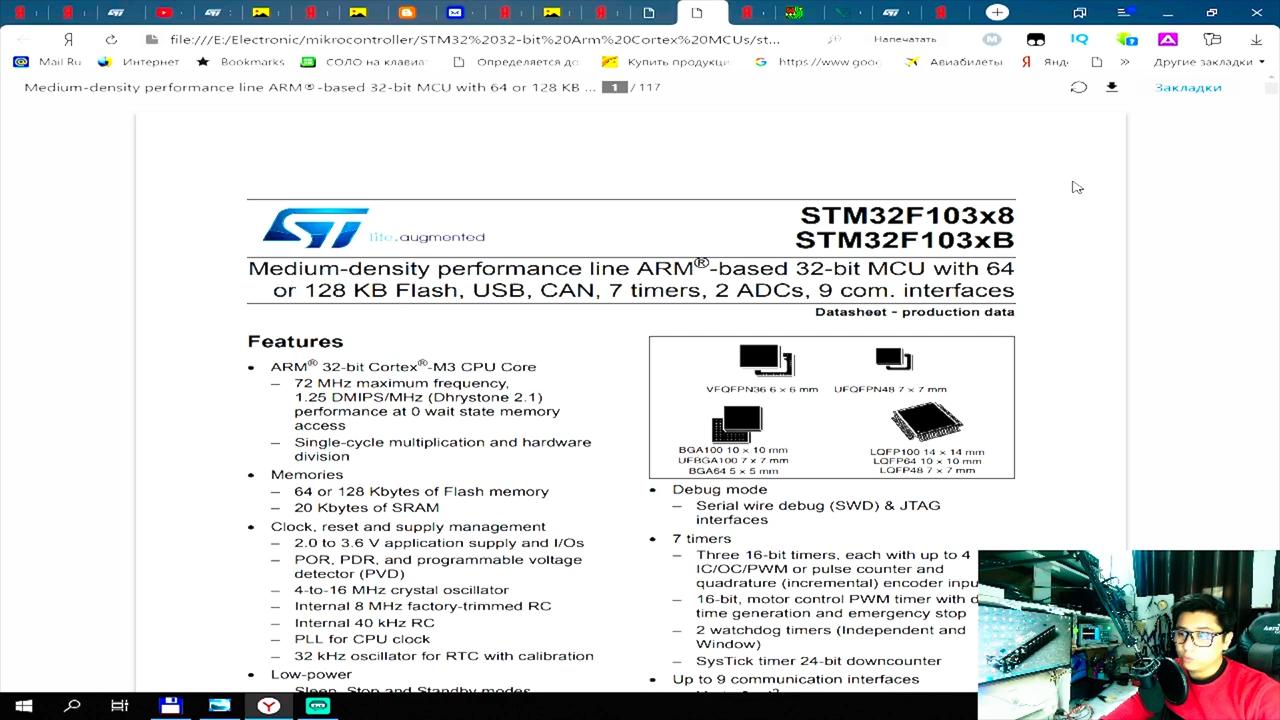 file:///E:/Electronic/mikrocontroller/STM32%2032-bit%20Arm%20Cortex%20MCUs/st...
Напечатать
Mail Ru
Интернет
Bookmarks
СОЛО на клавиат
Определяется до
Купить продукци
https://www.goog
Авиабилеты
Янд
Другие закладки
Medium-density performance line ARM®-based 32-bit MCU with 64 or 128 KB ...
1 / 117
Закладки
ST
life.augmented
STM32F103x8
STM32F103xB
Medium-density performance line ARM®-based 32-bit MCU with 64
or 128 KB Flash, USB, CAN, 7 timers, 2 ADCs, 9 com. interfaces
Datasheet - production data
Features
• ARM® 32-bit Cortex®-M3 CPU Core
– 72 MHz maximum frequency,
1.25 DMIPS/MHz (Dhrystone 2.1)
performance at 0 wait state memory
access
– Single-cycle multiplication and hardware
division
• Memories
– 64 or 128 Kbytes of Flash memory
– 20 Kbytes of SRAM
• Clock, reset and supply management
– 2.0 to 3.6 V application supply and I/Os
– POR, PDR, and programmable voltage
detector (PVD)
– 4-to-16 MHz crystal oscillator
– Internal 8 MHz factory-trimmed RC
– Internal 40 kHz RC
– PLL for CPU clock
– 32 kHz oscillator for RTC with calibration
• Low-power
– Sleep, Stop and Standby modes
VFQFPN36 6 × 6 mm
UFQFPN48 7 × 7 mm
BGA100 10 × 10 mm
UFBGA100 7 × 7 mm
BGA64 5 × 5 mm
LQFP100 14 × 14 mm
LQFP64 10 × 10 mm
LQFP48 7 × 7 mm
• Debug mode
– Serial wire debug (SWD) & JTAG
interfaces
• 7 timers
– Three 16-bit timers, each with up to 4
IC/OC/PWM or pulse counter and
quadrature (incremental) encoder inpu
– 16-bit, motor control PWM timer with d
time generation and emergency stop
– 2 watchdog timers (Independent and
Window)
– SysTick timer 24-bit downcounter
• Up to 9 communication interfaces